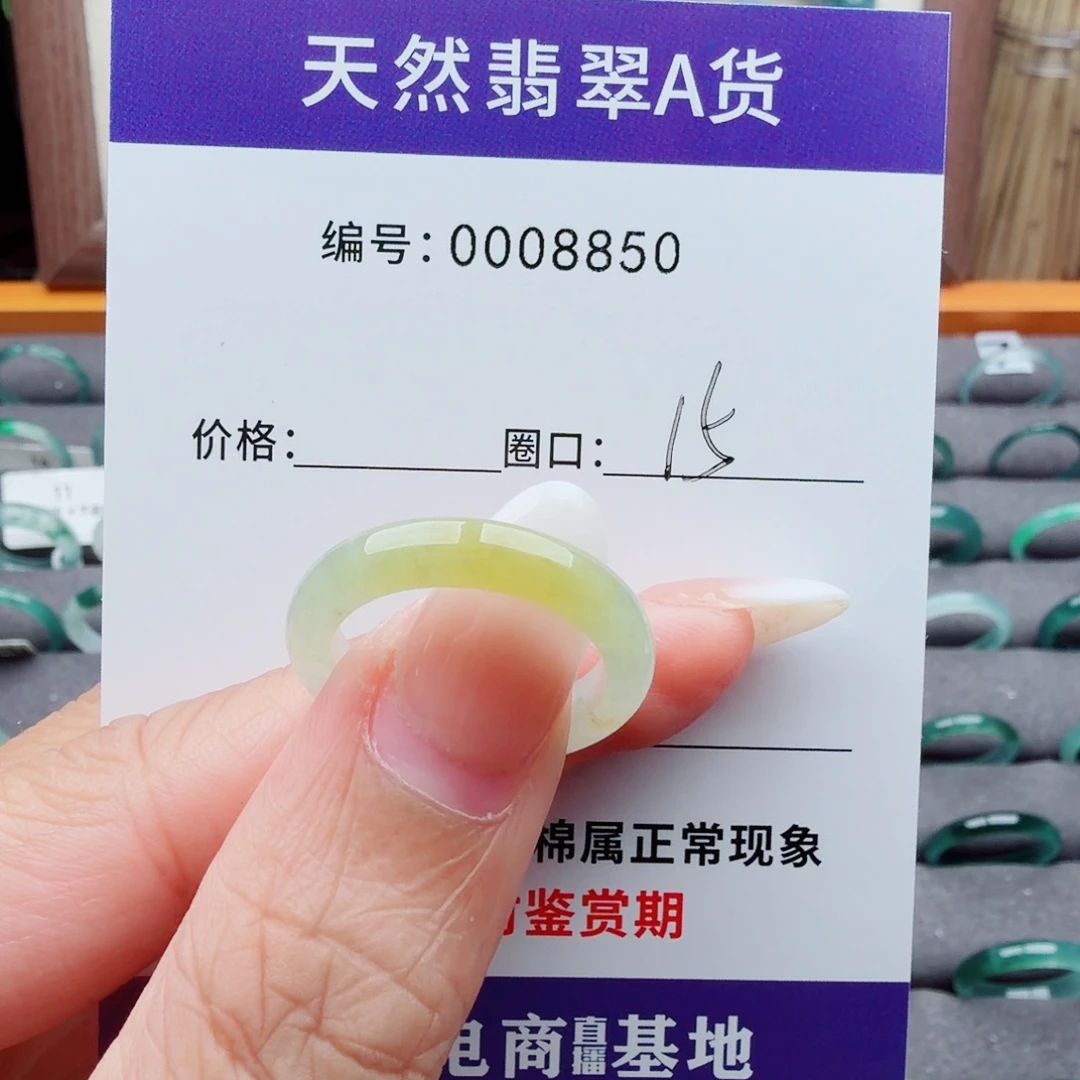 天然翡翠A货
编号：0008850
价格： 圈口：15
棉属正常现象
鉴赏期
电商直播基地
11